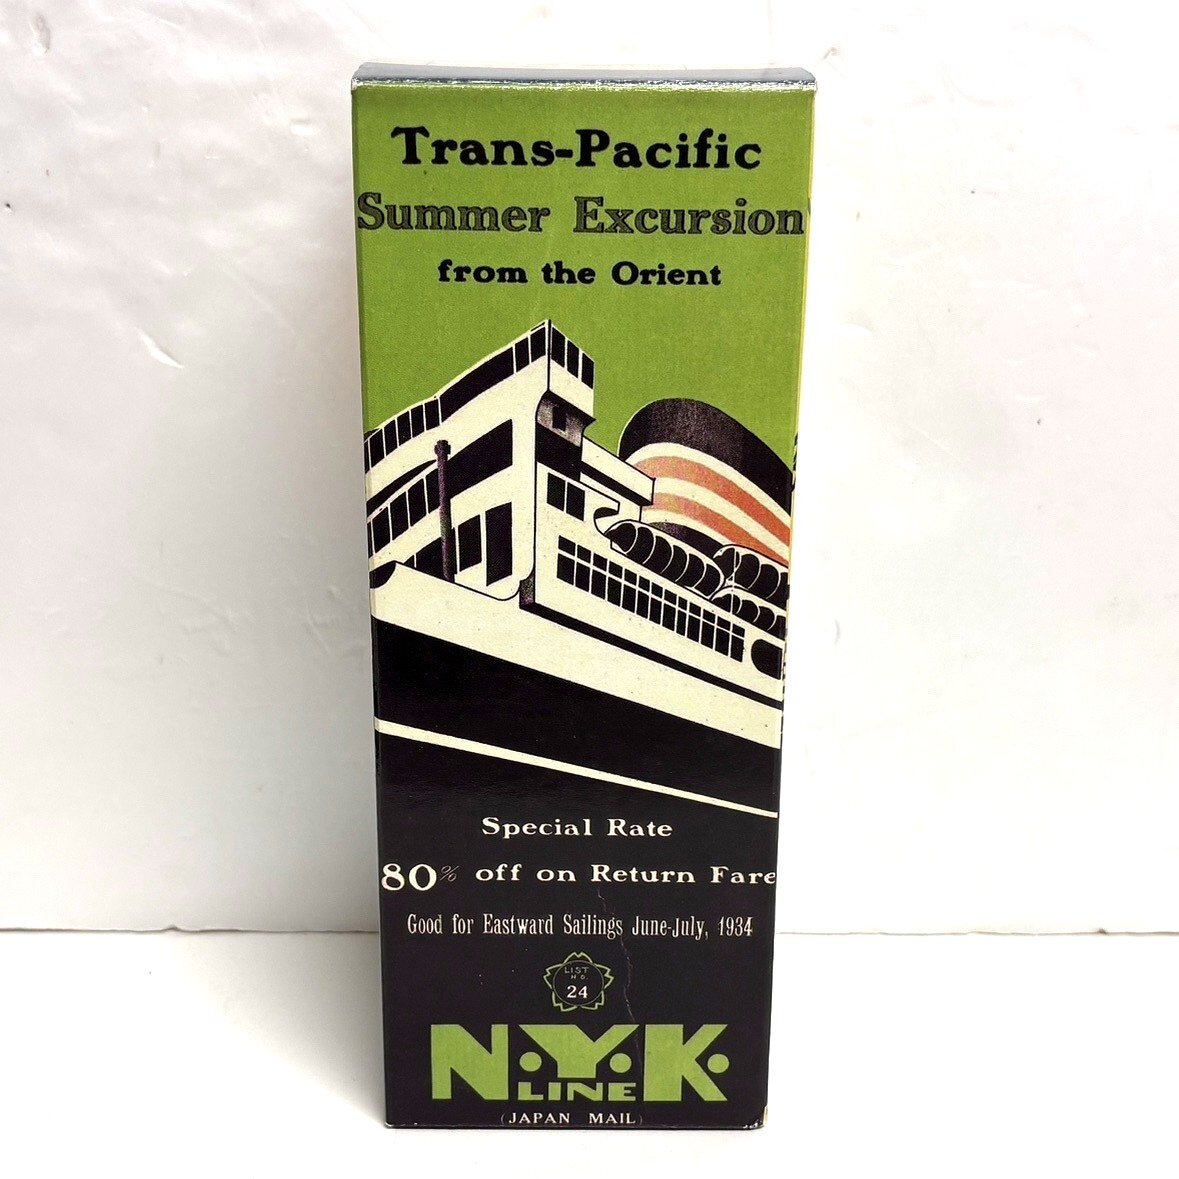 Trans-Pacific
Summer Excursion
from the Orient
Special Rate
80% off on Return Fare
Good for Eastward Sailings June-July, 1934
LIST
NO.
24
N.Y.K.
LINE
(JAPAN MAIL)